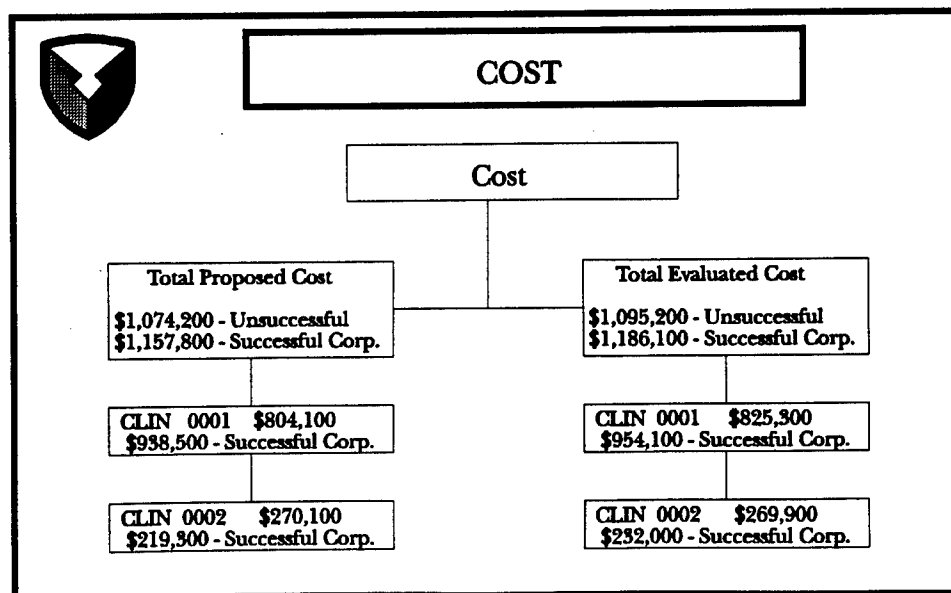 COST
Cost
Total Proposed Cost
$1,074,200 - Unsuccessful
$1,157,800 - Successful Corp.
CLIN 0001 $804,100
$938,500 - Successful Corp.
CLIN 0002 $270,100
$219,300 - Successful Corp.
Total Evaluated Cost
$1,095,200 - Unsuccessful
$1,186,100 - Successful Corp.
CLIN 0001 $825,300
$954,100 - Successful Corp.
CLIN 0002 $269,900
$232,000 - Successful Corp.